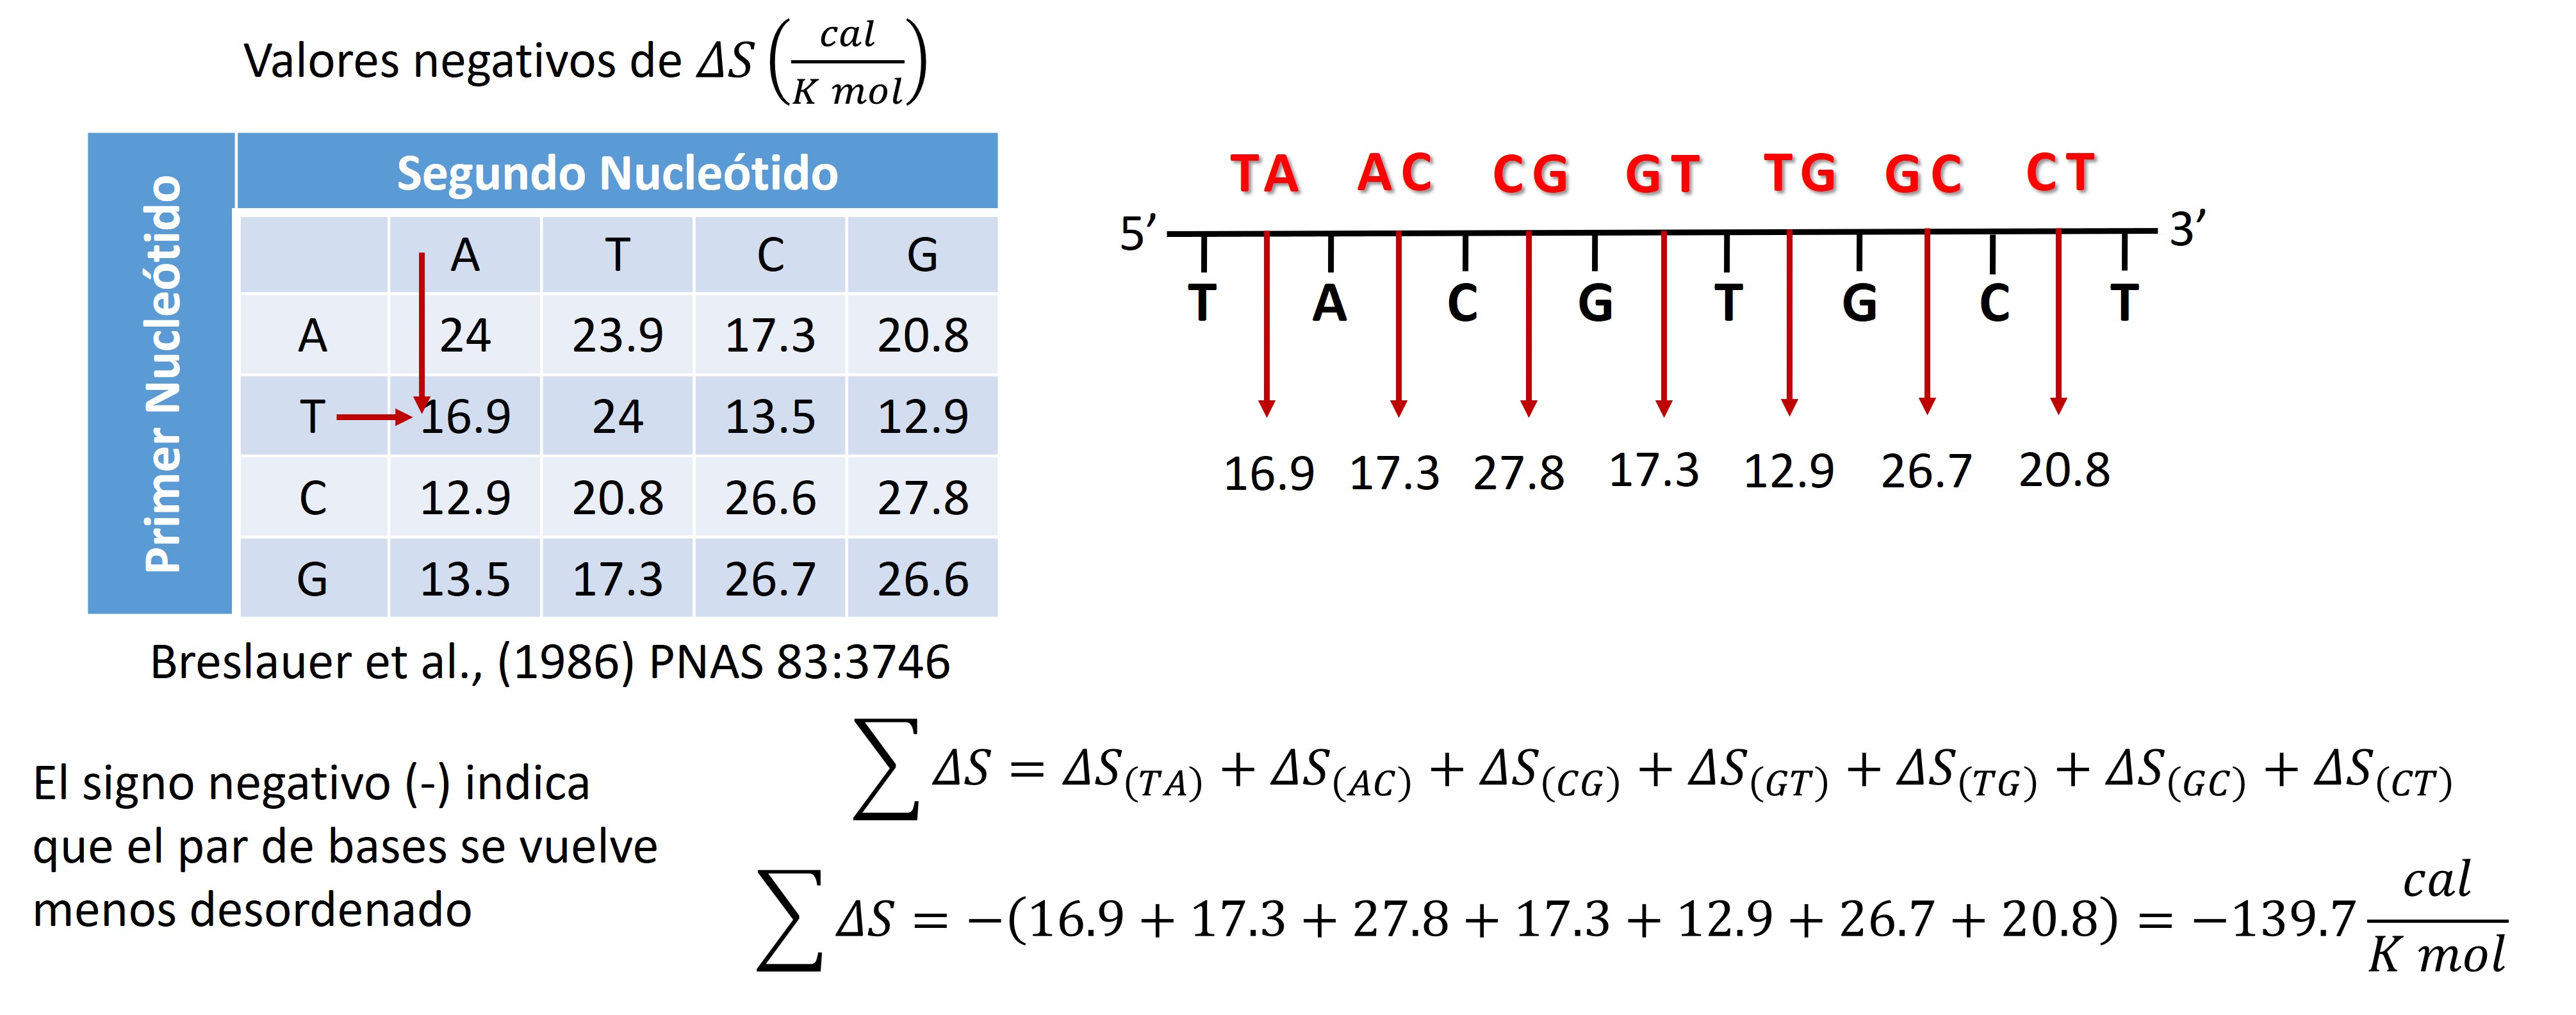 Valores negativos de ΔS (cal / K mol)
Primer Nucleótido
Segundo Nucleótido
A T C G
A 24 23.9 17.3 20.8
T 16.9 24 13.5 12.9
C 12.9 20.8 26.6 27.8
G 13.5 17.3 26.7 26.6
Breslauer et al., (1986) PNAS 83:3746
TA AC CG GT TG GC CT
5’ 3’
T A C G T G C T
16.9 17.3 27.8 17.3 12.9 26.7 20.8
El signo negativo (-) indica
que el par de bases se vuelve
menos desordenado
∑ ΔS = ΔS(TA) + ΔS(AC) + ΔS(CG) + ΔS(GT) + ΔS(TG) + ΔS(GC) + ΔS(CT)
∑ ΔS = −(16.9 + 17.3 + 27.8 + 17.3 + 12.9 + 26.7 + 20.8) = −139.7 cal / K mol